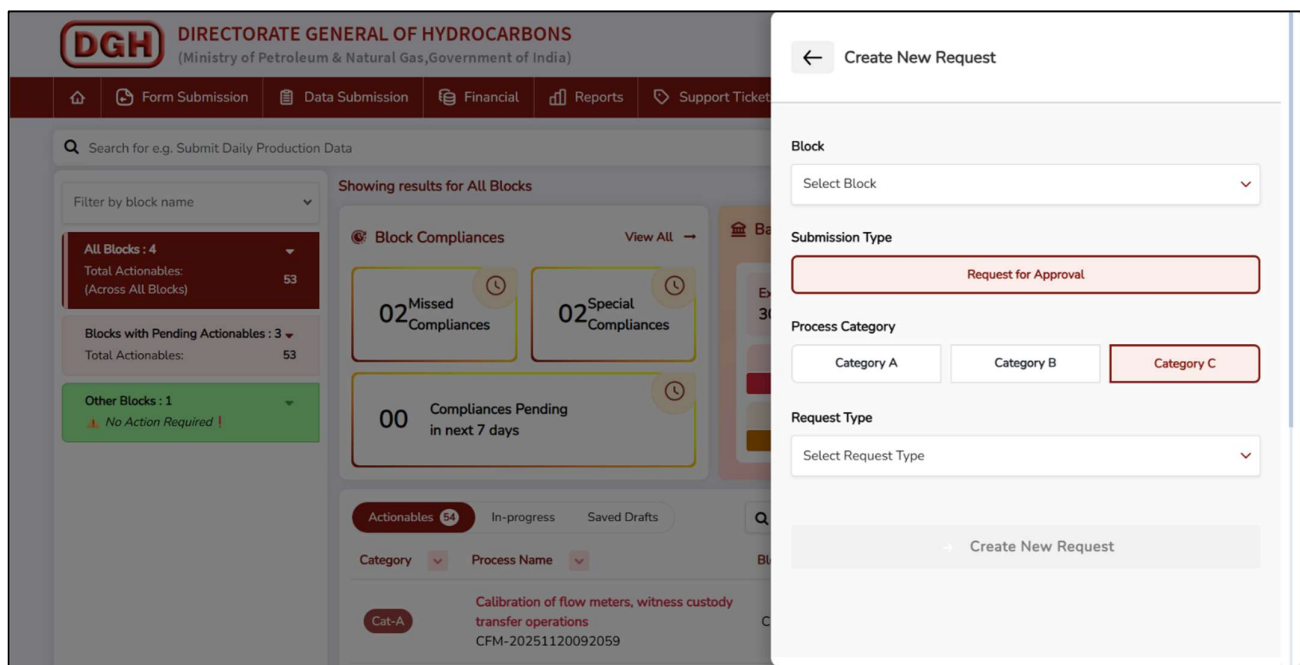 DGH
DIRECTORATE GENERAL OF HYDROCARBONS
(Ministry of Petroleum & Natural Gas,Government of India)
Form Submission
Data Submission
Financial
Reports
Support Ticket
Search for e.g. Submit Daily Production Data
Filter by block name
All Blocks : 4
Total Actionables:
(Across All Blocks)
53
Blocks with Pending Actionables : 3
Total Actionables:
53
Other Blocks : 1
No Action Required
Showing results for All Blocks
Block Compliances
View All →
02 Missed
Compliances
02 Special
Compliances
00
Compliances Pending
in next 7 days
Ba
Ex
30
Actionables 54
In-progress
Saved Drafts
Category
Process Name
Bl
Cat-A
Calibration of flow meters, witness custody
transfer operations
CFM-20251120092059
C
← Create New Request
Block
Select Block
Submission Type
Request for Approval
Process Category
Category A
Category B
Category C
Request Type
Select Request Type
Create New Request